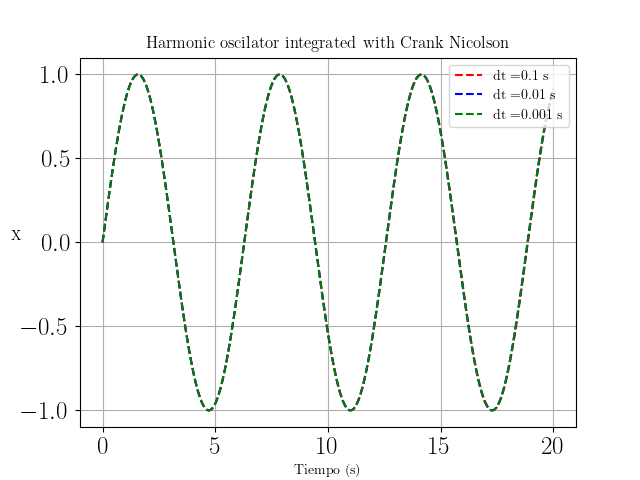 Harmonic oscilator integrated with Crank Nicolson
dt =0.1 s
dt =0.01 s
dt =0.001 s
1.0
0.5
X
0.0
−0.5
−1.0
0 5 10 15 20
Tiempo (s)